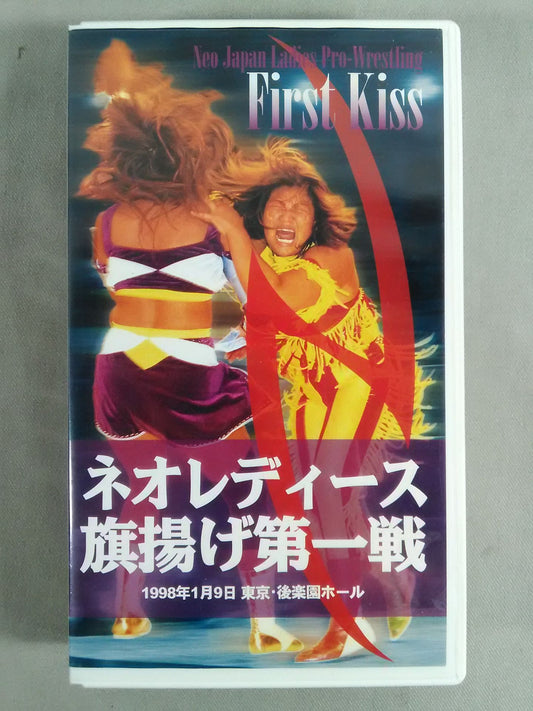 Neo Japan Ladies Pro-Wrestling
First Kiss
ネオレディース
旗揚げ第一戦
1998年1月9日 東京・後楽園ホール